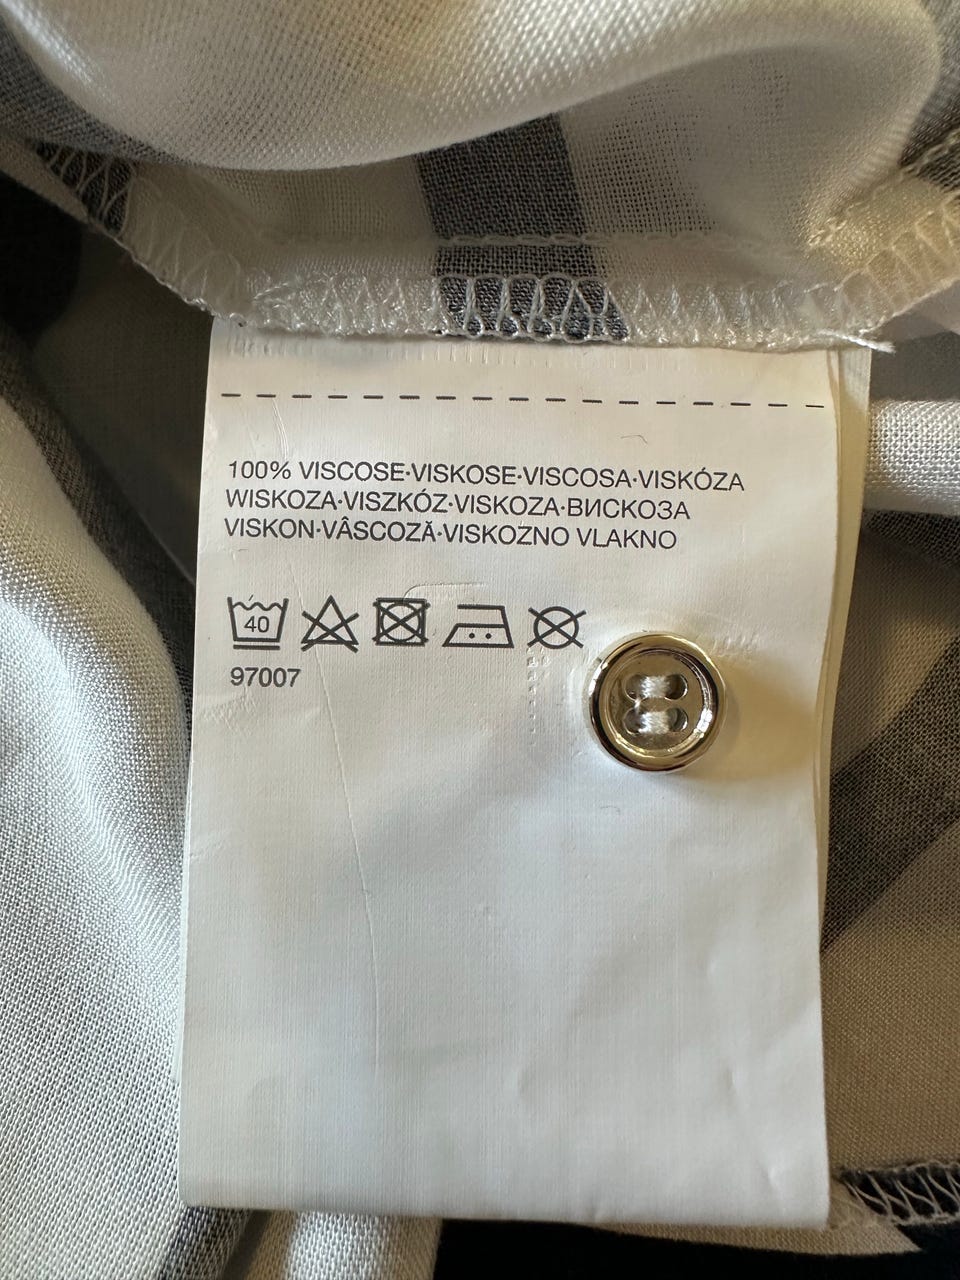 100% VISCOSE·VISKOSE·VISCOSA·VISKÓZA
WISKOZA·VISZKÓZ·VISKOZA·ВИСКОЗА
VISKON·VÂSCOZĂ·VISKOZNO VLAKNO
40
97007